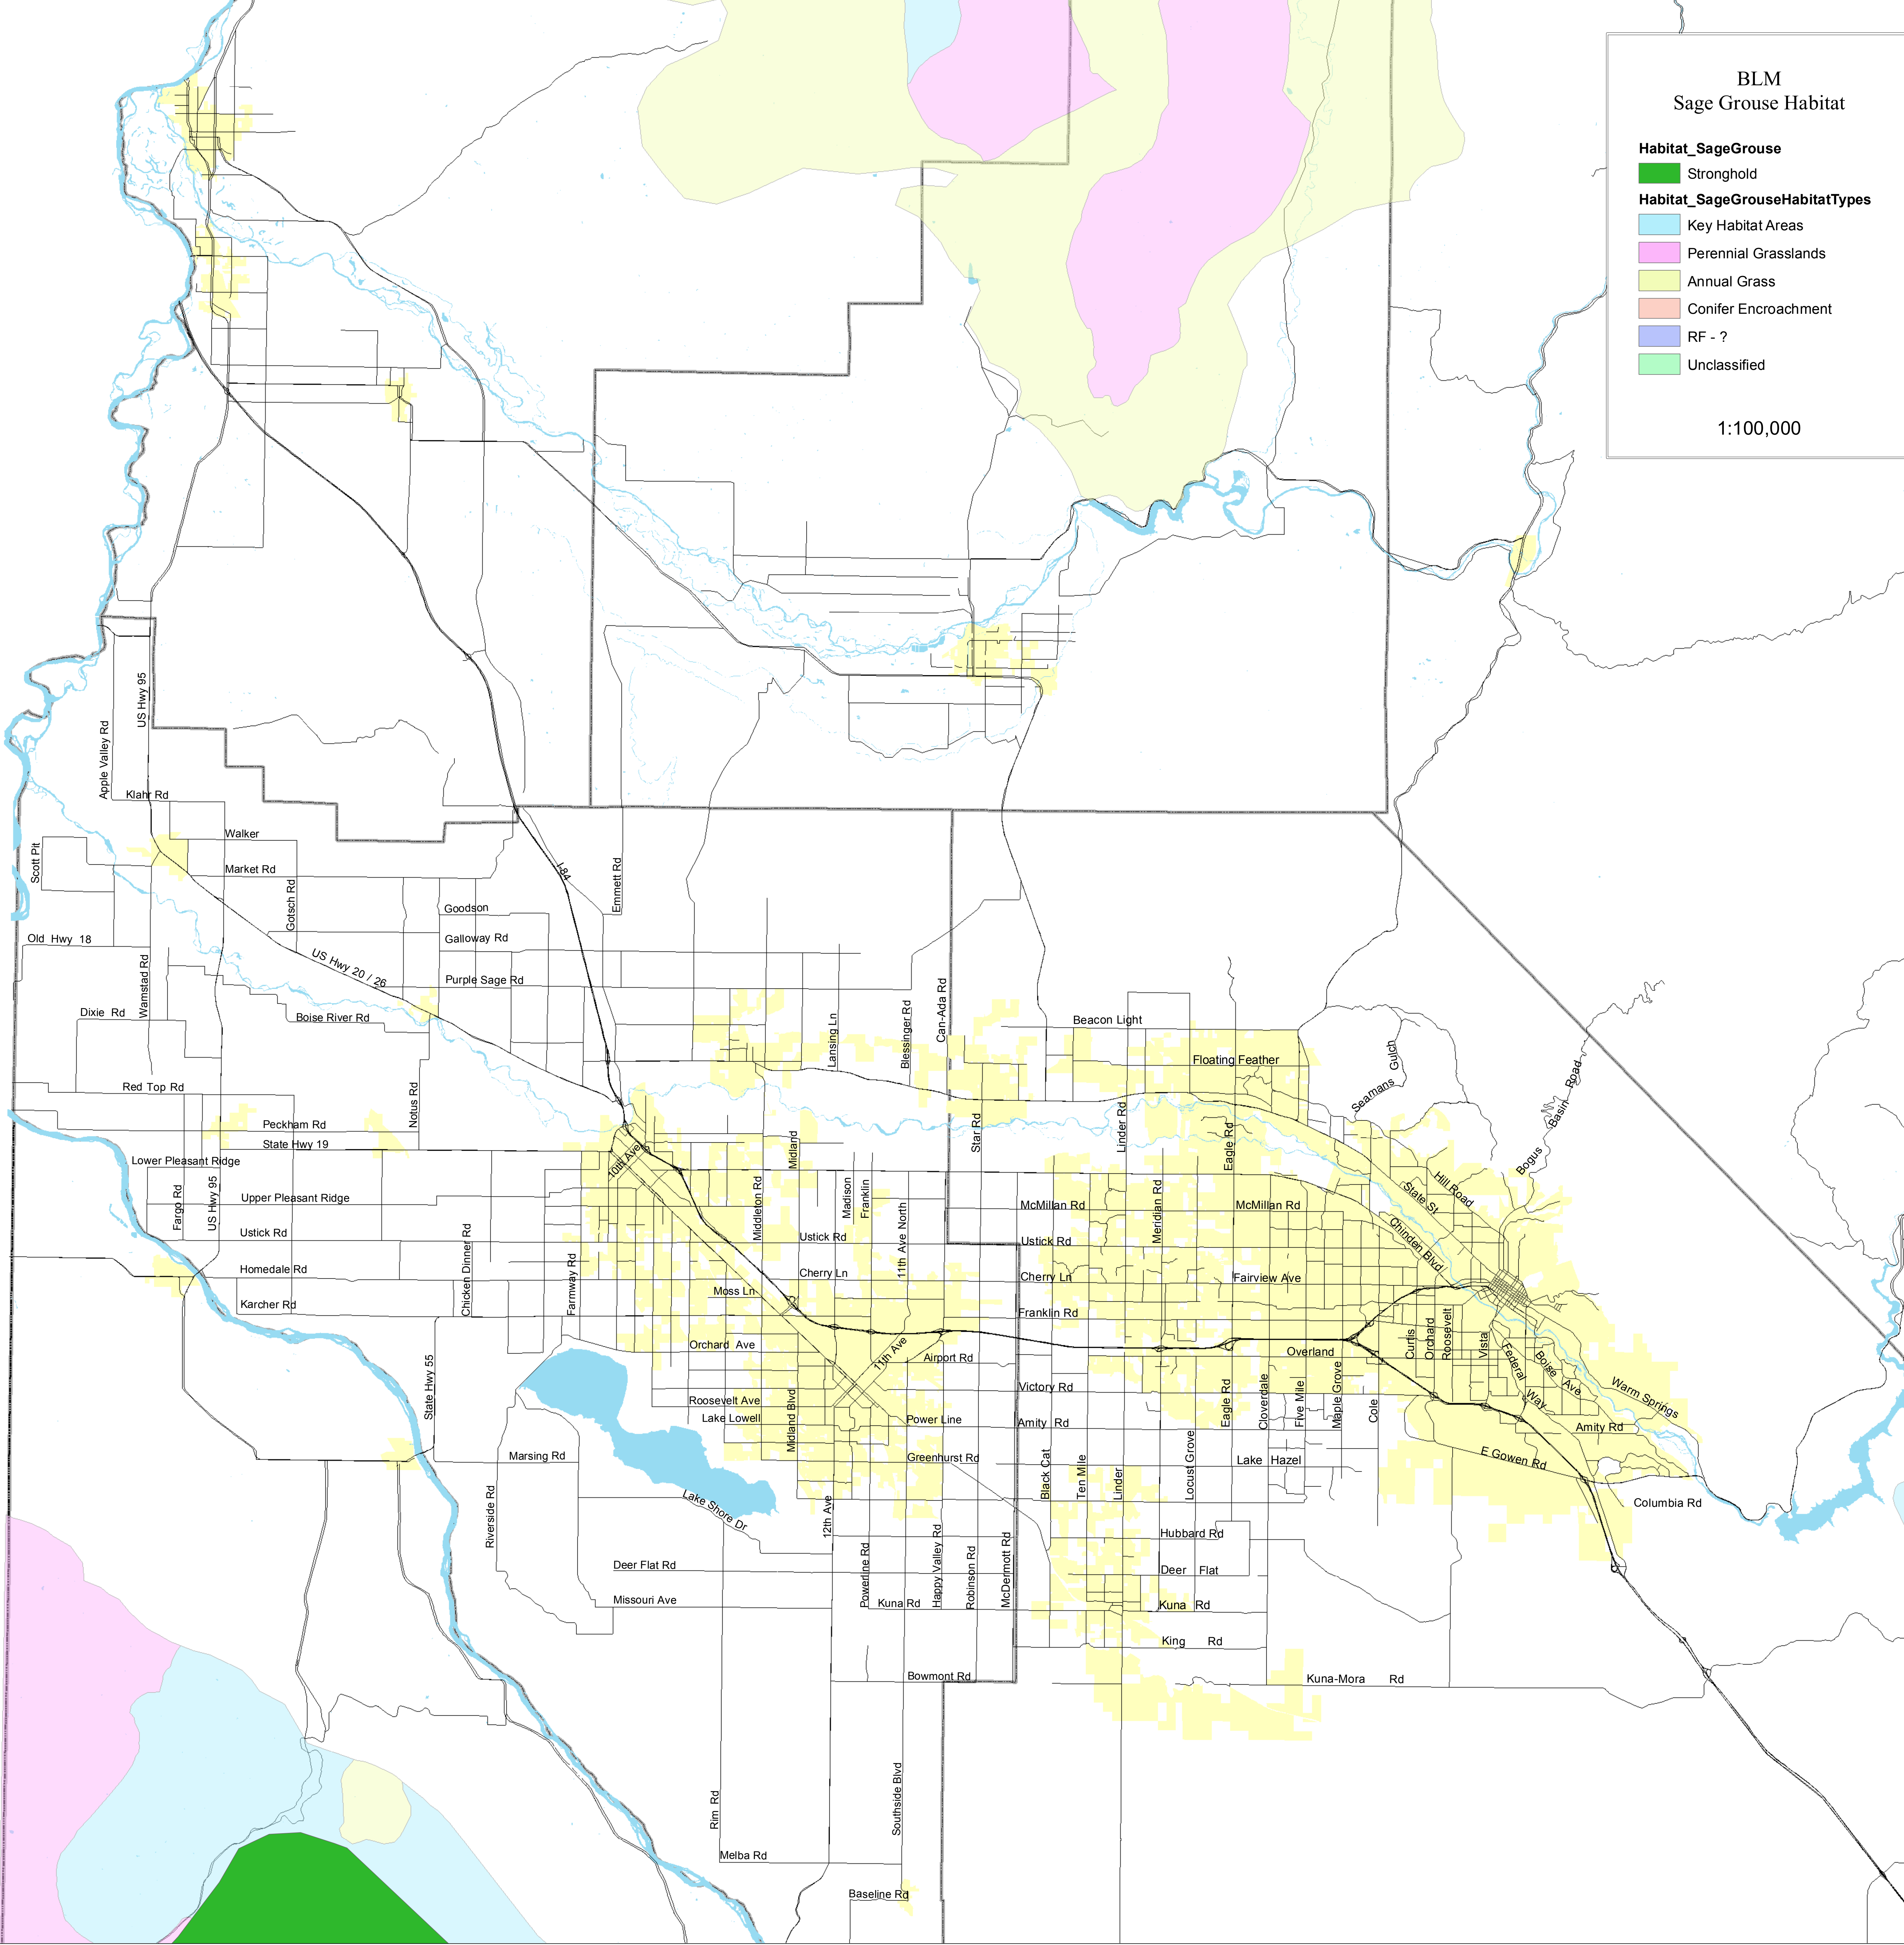 BLM
Sage Grouse Habitat
Habitat_SageGrouse
Stronghold
Habitat_SageGrouseHabitatTypes
Key Habitat Areas
Perennial Grasslands
Annual Grass
Conifer Encroachment
RF - ?
Unclassified
1:100,000
US Hwy 95
Apple Valley Rd
Klahr Rd
Walker
Scott Pit
Market Rd
I-84
Emmett Rd
Gotsch Rd
Goodson
Old Hwy 18
Galloway Rd
US Hwy 20 / 26
Purple Sage Rd
Wamstad Rd
Can-Ada Rd
Dixie Rd
Boise River Rd
Lansing Ln
Blessinger Rd
Beacon Light
Floating Feather
Seamans Gulch
Bogus Basin Road
Red Top Rd
Notus Rd
Peckham Rd
State Hwy 19
Star Rd
Linder Rd
Eagle Rd
Lower Pleasant Ridge
10th Ave
Midland
Hill Road
State St
Upper Pleasant Ridge
Fargo Rd
US Hwy 95
Middleton Rd
Madison
Franklin
McMillan Rd
Meridian Rd
McMillan Rd
Chinden Blvd
Ustick Rd
Chicken Dinner Rd
Farmway Rd
Ustick Rd
11th Ave North
Ustick Rd
Homedale Rd
Cherry Ln
Cherry Ln
Fairview Ave
Karcher Rd
Moss Ln
Franklin Rd
State Hwy 55
Orchard Ave
11th Ave
Airport Rd
Overland
Curtis
Orchard
Roosevelt
Vista
Federal Way
Boise Ave
Warm Springs
Roosevelt Ave
Victory Rd
Eagle Rd
Cloverdale
Five Mile
Maple Grove
Cole
Lake Lowell
Midland Blvd
Power Line
Amity Rd
Amity Rd
Marsing Rd
Greenhurst Rd
Black Cat
Ten Mile
Linder
Locust Grove
Lake Hazel
E Gowen Rd
Columbia Rd
Riverside Rd
Lake Shore Dr
12th Ave
Hubbard Rd
Deer Flat Rd
Powerline Rd
Happy Valley Rd
Robinson Rd
McDermott Rd
Deer Flat
Missouri Ave
Kuna Rd
Kuna Rd
King Rd
Bowmont Rd
Kuna-Mora Rd
Rim Rd
Southside Blvd
Melba Rd
Baseline Rd